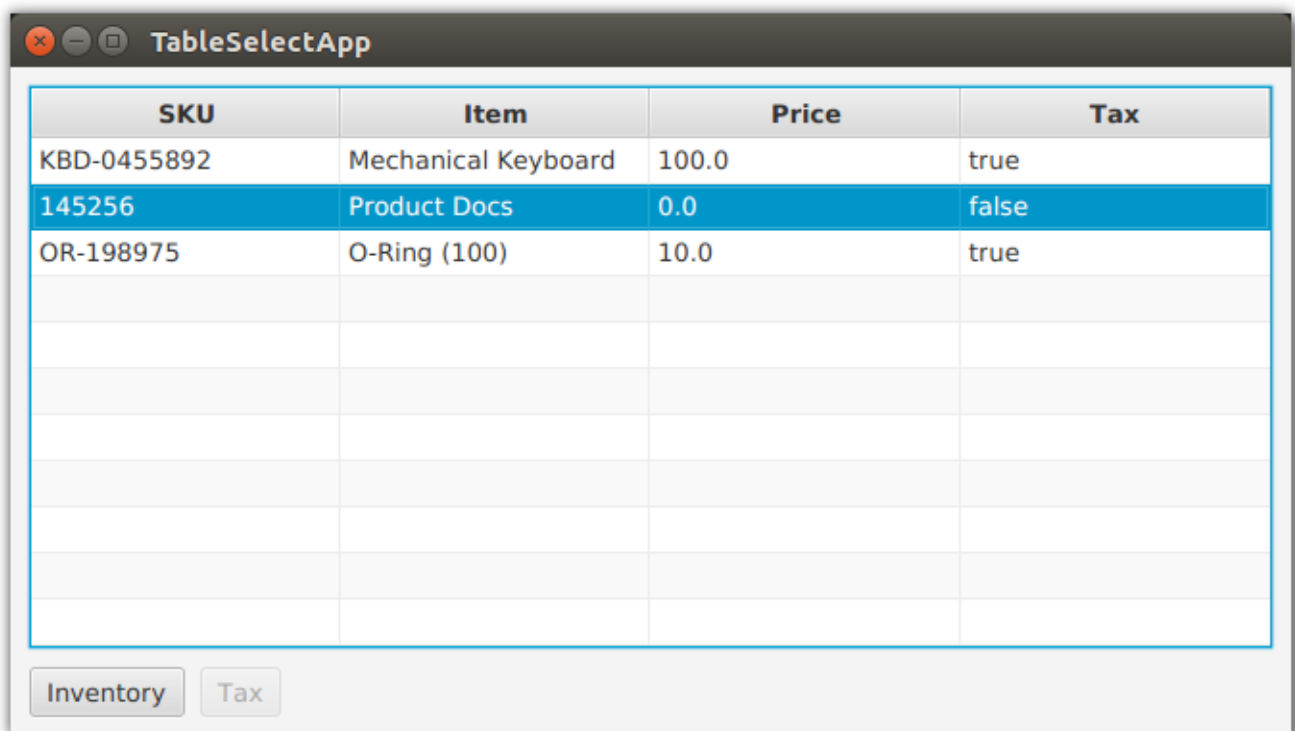 TableSelectApp
SKU Item Price Tax
KBD-0455892 Mechanical Keyboard 100.0 true
145256 Product Docs 0.0 false
OR-198975 O-Ring (100) 10.0 true
Inventory Tax